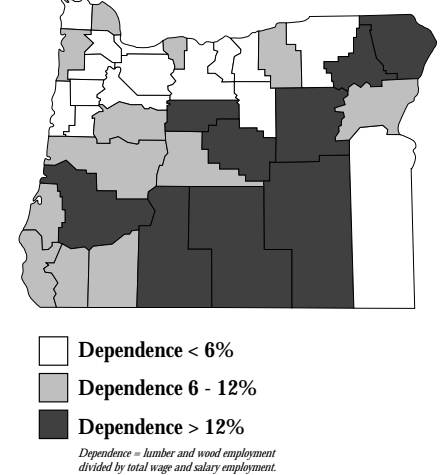 Dependence < 6%
Dependence 6 - 12%
Dependence > 12%
Dependence = lumber and wood employment
divided by total wage and salary employment.